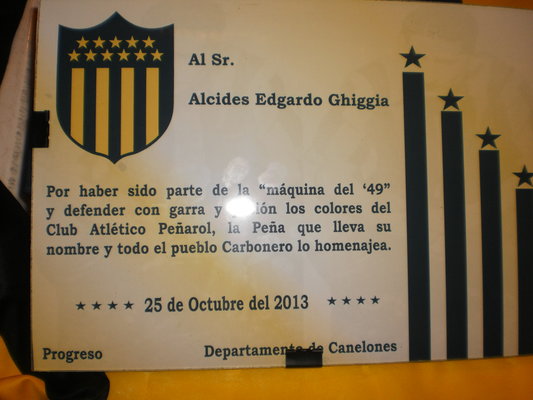 Al Sr.
Alcides Edgardo Ghiggia
Por haber sido parte de la “máquina del ‘49”
y defender con garra y los colores del
Club Atlético Peñarol, la Peña que lleva su
nombre y todo el pueblo Carbonero lo homenajea.
25 de Octubre del 2013
Progreso
Departamento de Canelones